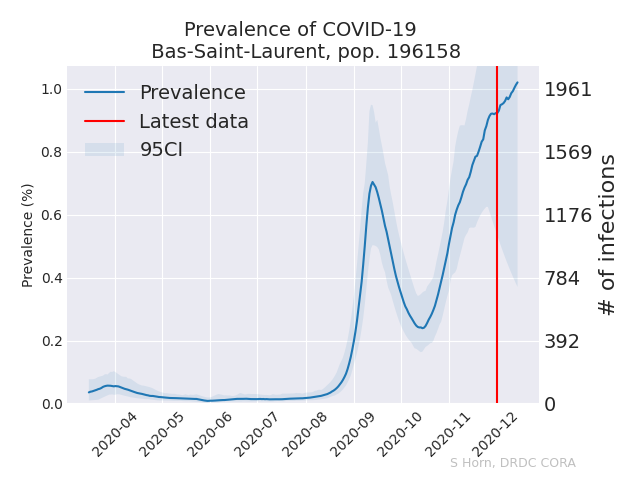 Prevalence of COVID-19
Bas-Saint-Laurent, pop. 196158
Prevalence
Latest data
95CI
Prevalence (%)
1.0
0.8
0.6
0.4
0.2
0.0
1961
1569
1176
784
392
0
# of infections
2020-04
2020-05
2020-06
2020-07
2020-08
2020-09
2020-10
2020-11
2020-12
S Horn, DRDC CORA